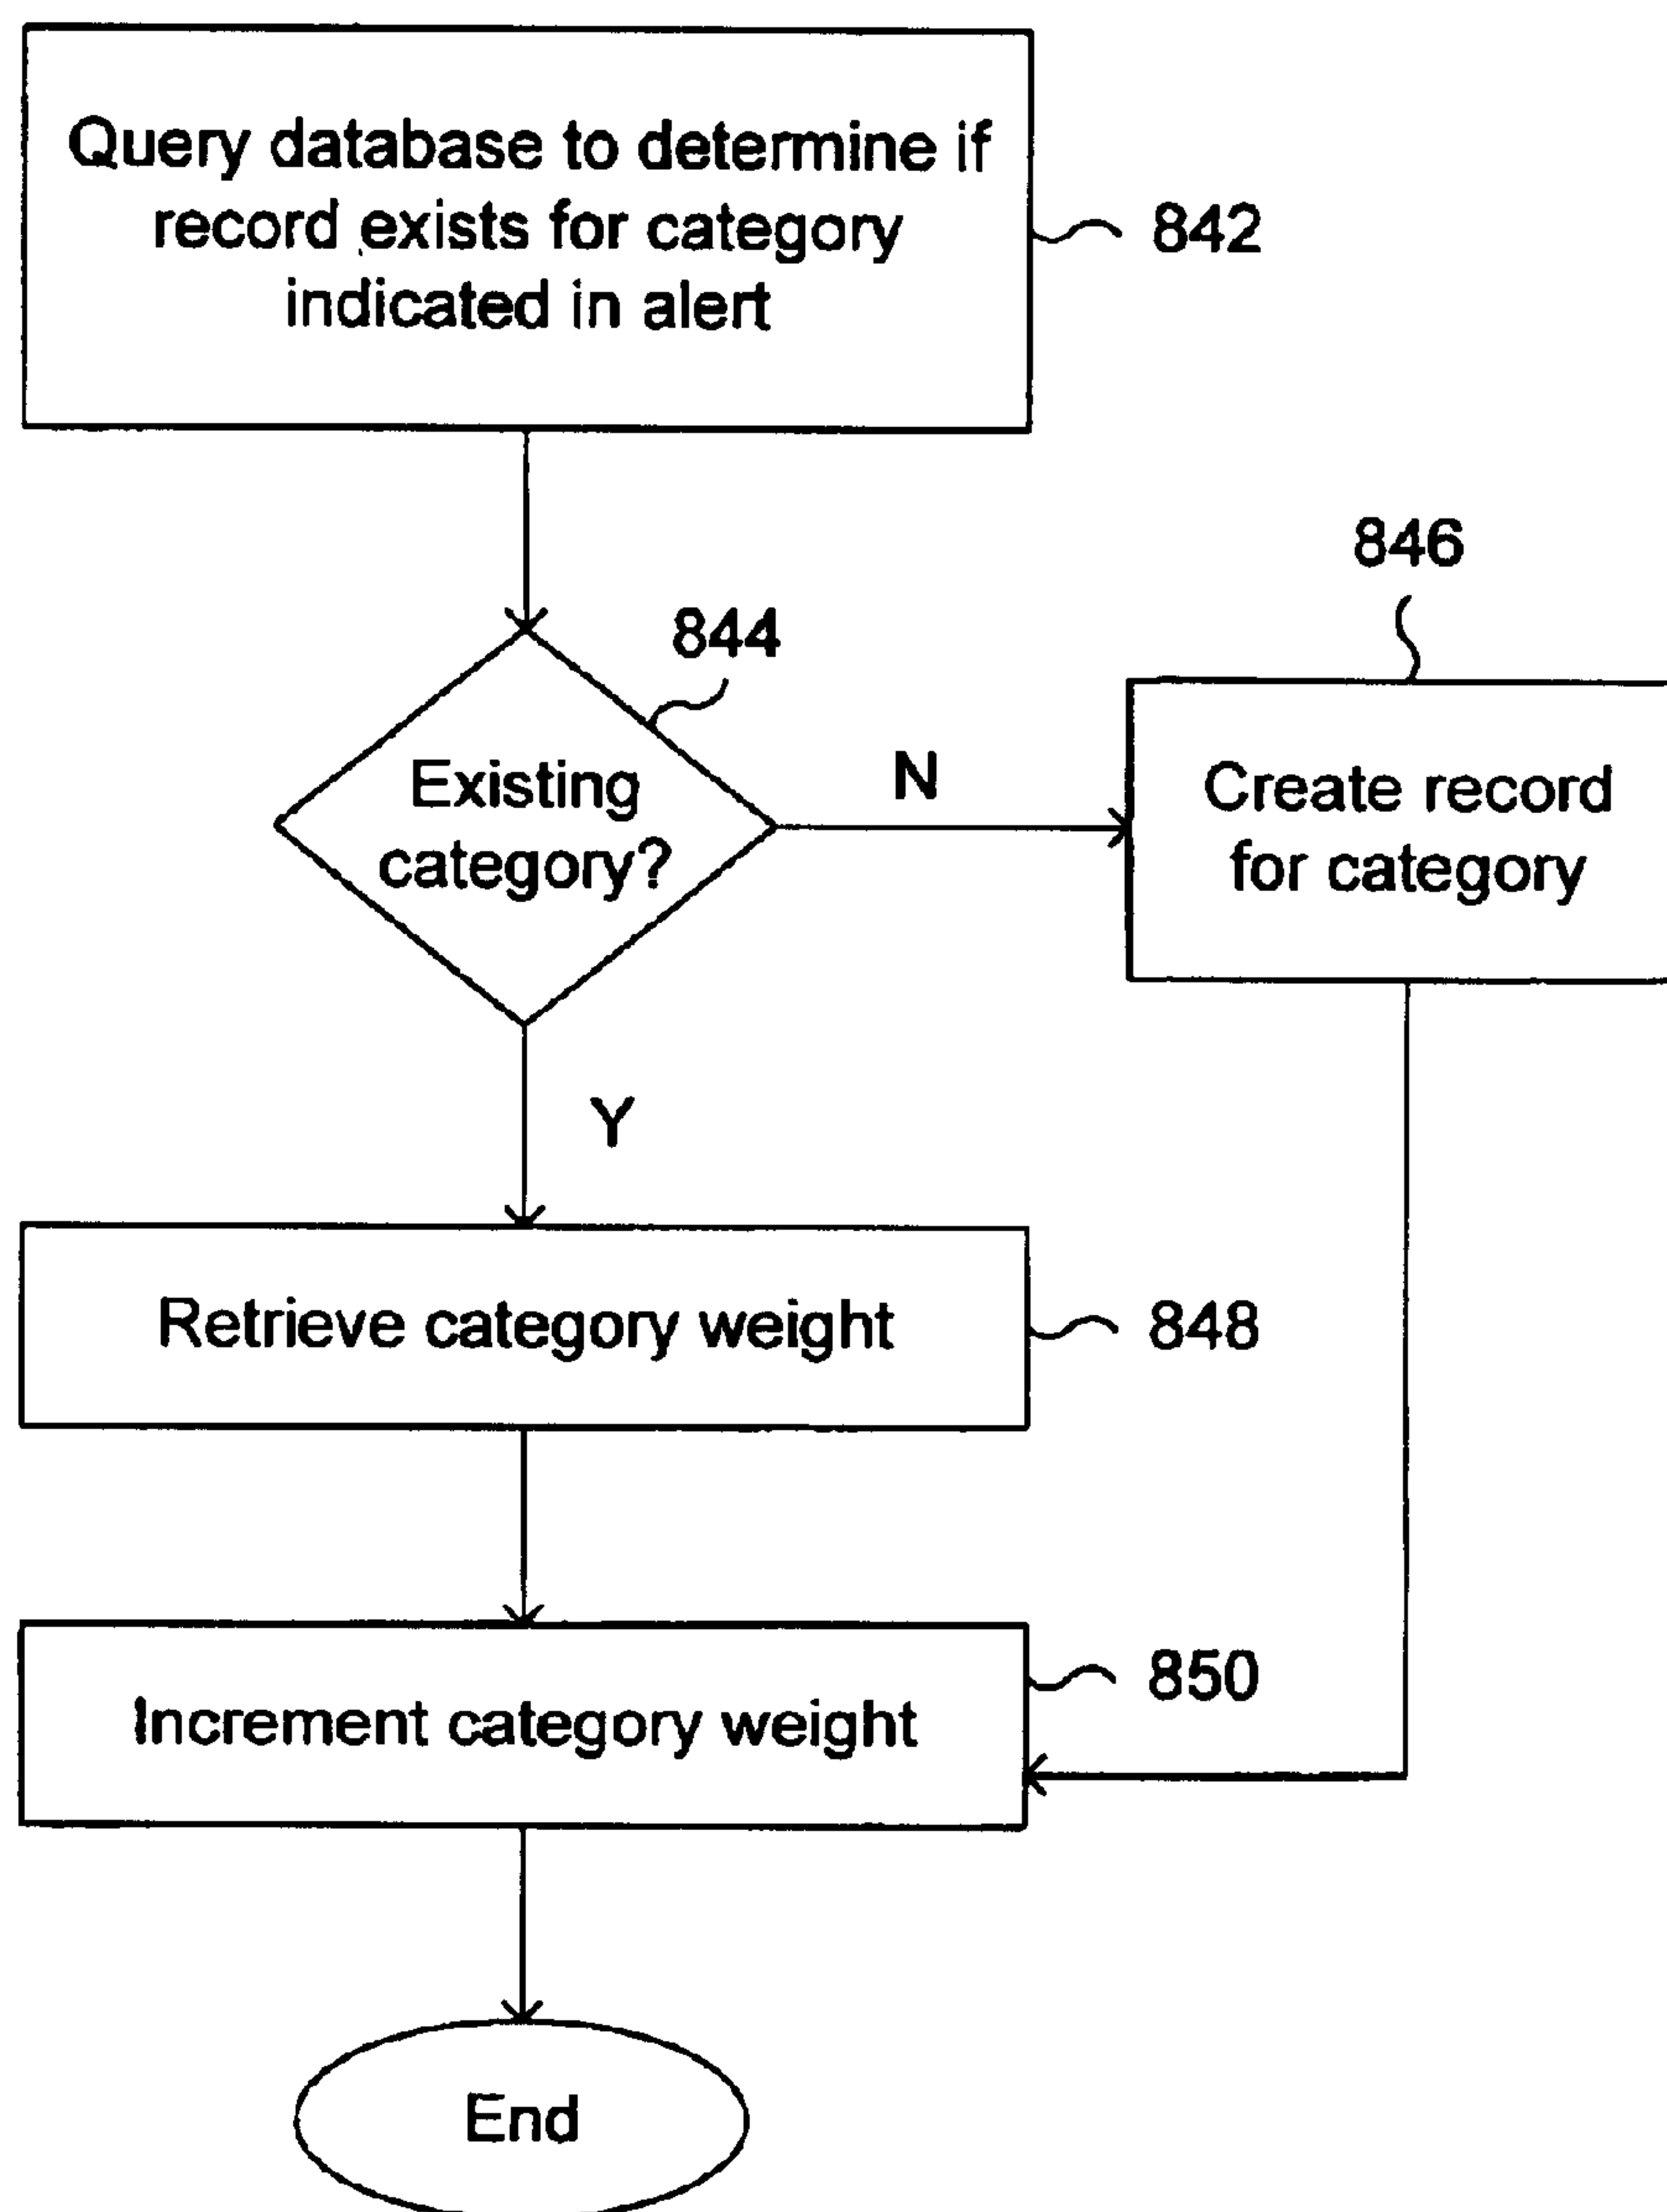 Query database to determine if
record exists for category
indicated in alert
842
844
Existing
category?
N
846
Create record
for category
Y
Retrieve category weight
848
Increment category weight
850
End